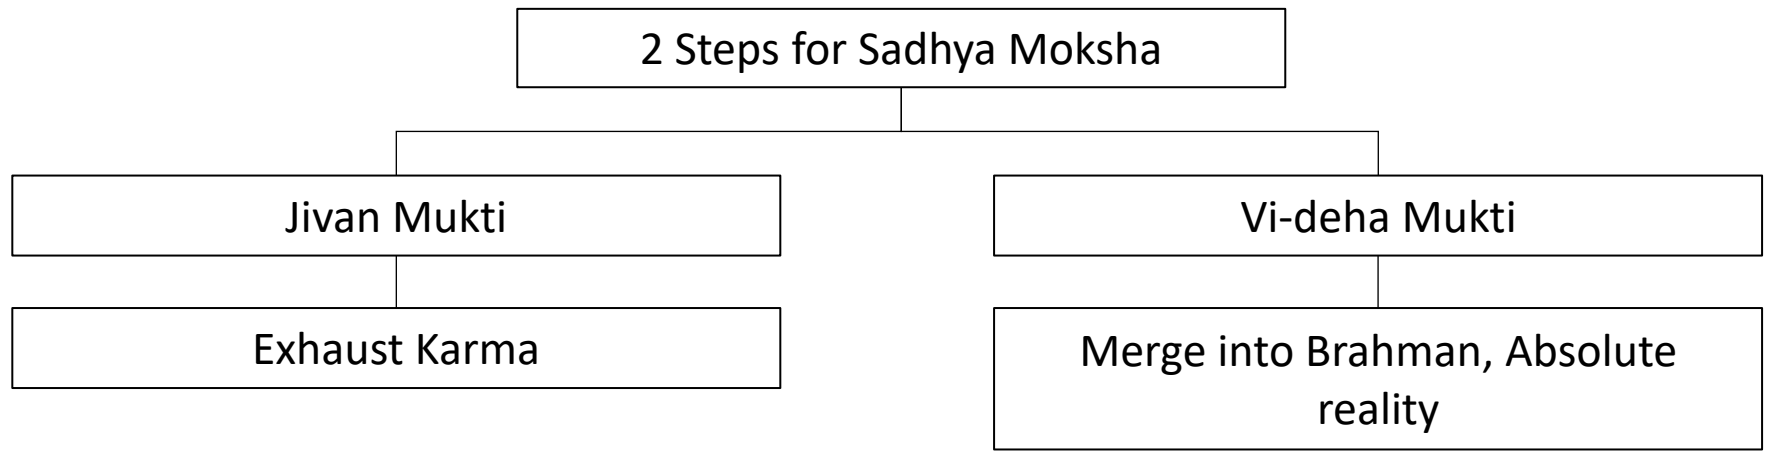 2 Steps for Sadhya Moksha
Jivan Mukti
Vi-deha Mukti
Exhaust Karma
Merge into Brahman, Absolute
reality